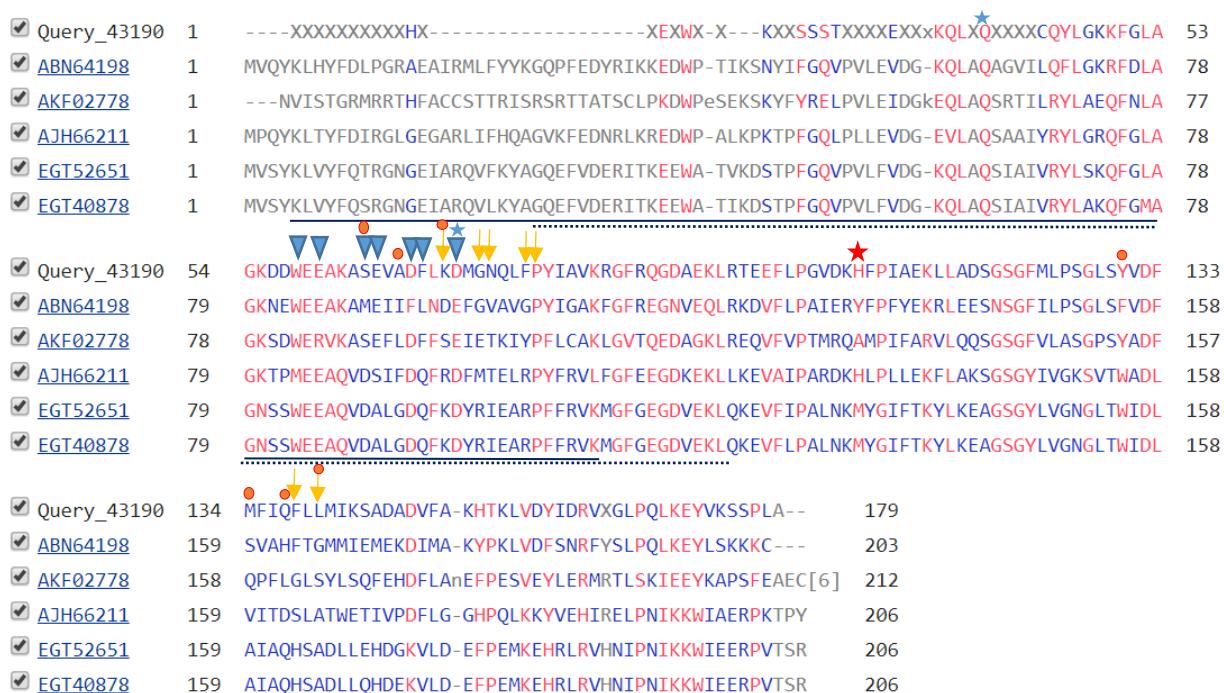 Query_43190 1 ----XXXXXXXXXXHX------------------XEXWX-X---KXXSSSTXXXXEXXxKQLXQXXXXCQYLGKKFGLA 53
ABN64198 1 MVQYKLHYFDLPGRAEAIRMLFYYKGQPFEDYRIKKEDWP-TIKSNYIFGQVPVLEVDG-KQLAQAGVILQFLGKRFDLA 78
AKF02778 1 ---NVISTGRMRRTHFACCSTTRISRSRTTATSCLPKDWPeSEKSKYFYRELPVLEIDGkEQLAQSRTILRYLAEQFNLA 77
AJH66211 1 MPQYKLTYFDIRGLGEGARLIFHQAGVKFEDNRLKREDWP-ALKPKTPFGQLPLLEVDG-EVLAQSAAIYRYLGRQFGLA 78
EGT52651 1 MVSYKLVYFQTRGNGEIARQVFKYAGQEFVDERITKEEWA-TVKDSTPFGQVPVLFVDG-KQLAQSIAIVRYLSKQFGLA 78
EGT40878 1 MVSYKLVYFQSRGNGEIARQVLKYAGQEFVDERITKEEWA-TIKDSTPFGQVPVLFVDG-KQLAQSIAIVRYLAKQFGMA 78
Query_43190 54 GKDDWEEAKASEVADFLKDMGNQLFPYIAVKRGFRQGDAEKLRTEEFLPGVDKHFPIAEKLLADSGSGFMLPSGLSYVDF 133
ABN64198 79 GKNEWEEAKAMEIIFLNDEFGVAVGPYIGAKFGFREGNVEQLRKDVFLPAIERYFPFYEKRLEESNSGFILPSGLSFVDF 158
AKF02778 78 GKSDWERVKASEFLDFFSEIETKIYPFLCAKLGVTQEDAGKLREQVFVPTMRQAMPIFARVLQQSGSGFVLASGPSYADF 157
AJH66211 79 GKTPMEEAQVDSIFDQFRDFMTELRPYFRVLFGFEEGDKEKLLKEVAIPARDKHLPLLEKFLAKSGSGYIVGKSVTWADL 158
EGT52651 79 GNSSWEEAQVDALGDQFKDYRIEARPFFRVKMGFGEGDVEKLQKEVFIPALNKMYGIFTKYLKEAGSGYLVGNGLTWIDL 158
EGT40878 79 GNSSWEEAQVDALGDQFKDYRIEARPFFRVKMGFGEGDVEKLQKEVFLPALNKMYGIFTKYLKEAGSGYLVGNGLTWIDL 158
Query_43190 134 MFIQFLLMIKSADADVFA-KHTKLVDYIDRVXGLPQLKEYVKSSPLA-- 179
ABN64198 159 SVAHFTGMMIEMEKDIMA-KYPKLVDFSNRFYSLPQLKEYLSKKKC--- 203
AKF02778 158 QPFLGLSYLSQFEHDFLAnEFPESVEYLERMRTLSKIEEYKAPSFEAEC[6] 212
AJH66211 159 VITDSLATWETIVPDFLG-GHPQLKKYVEHIRELPNIKKWIAERPKTPY 206
EGT52651 159 AIAQHSADLLEHDGKVLD-EFPEMKEHRLRVHNIPNIKKWIEERPVTSR 206
EGT40878 159 AIAQHSADLLQHDEKVLD-EFPEMKEHRLRVHNIPNIKKWIEERPVTSR 206